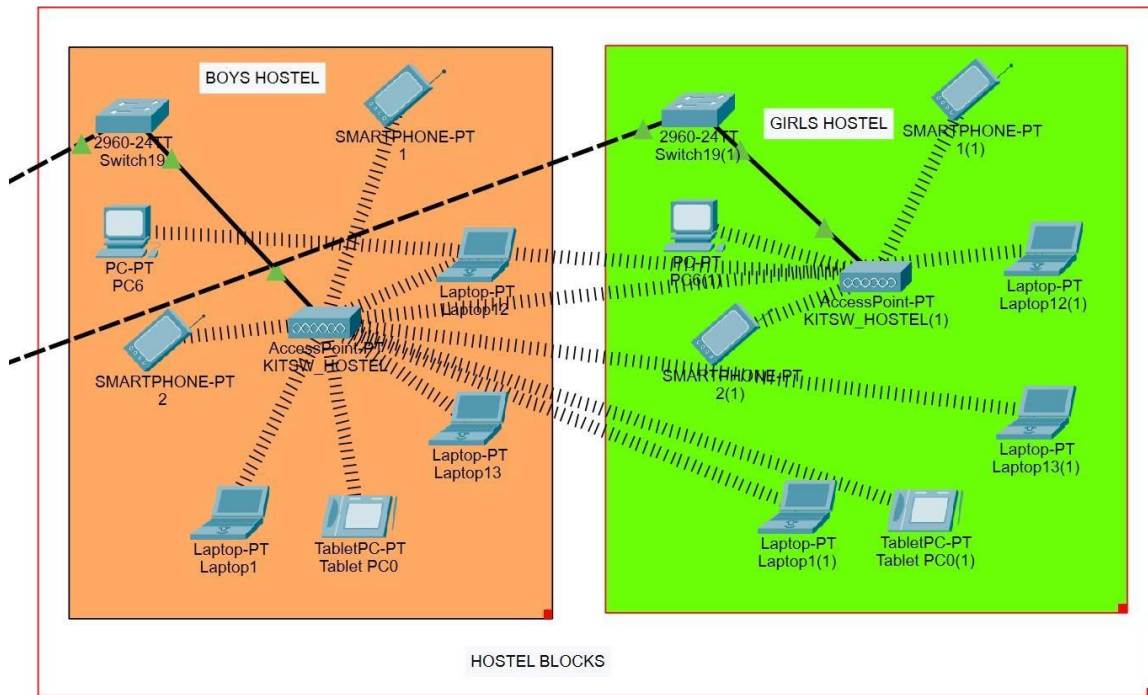 BOYS HOSTEL
2960-24TT
Switch19
SMARTPHONE-PT
1
PC-PT
PC6
Laptop-PT
Laptop12
SMARTPHONE-PT
2
AccessPoint-PT
KITSW_HOSTEL
Laptop-PT
Laptop13
Laptop-PT
Laptop1
TabletPC-PT
Tablet PC0
GIRLS HOSTEL
2960-24TT
Switch19(1)
SMARTPHONE-PT
1(1)
PC-PT
PC6(1)
AccessPoint-PT
KITSW_HOSTEL(1)
Laptop-PT
Laptop12(1)
SMARTPHONE-PT
2(1)
Laptop-PT
Laptop13(1)
Laptop-PT
Laptop1(1)
TabletPC-PT
Tablet PC0(1)
HOSTEL BLOCKS